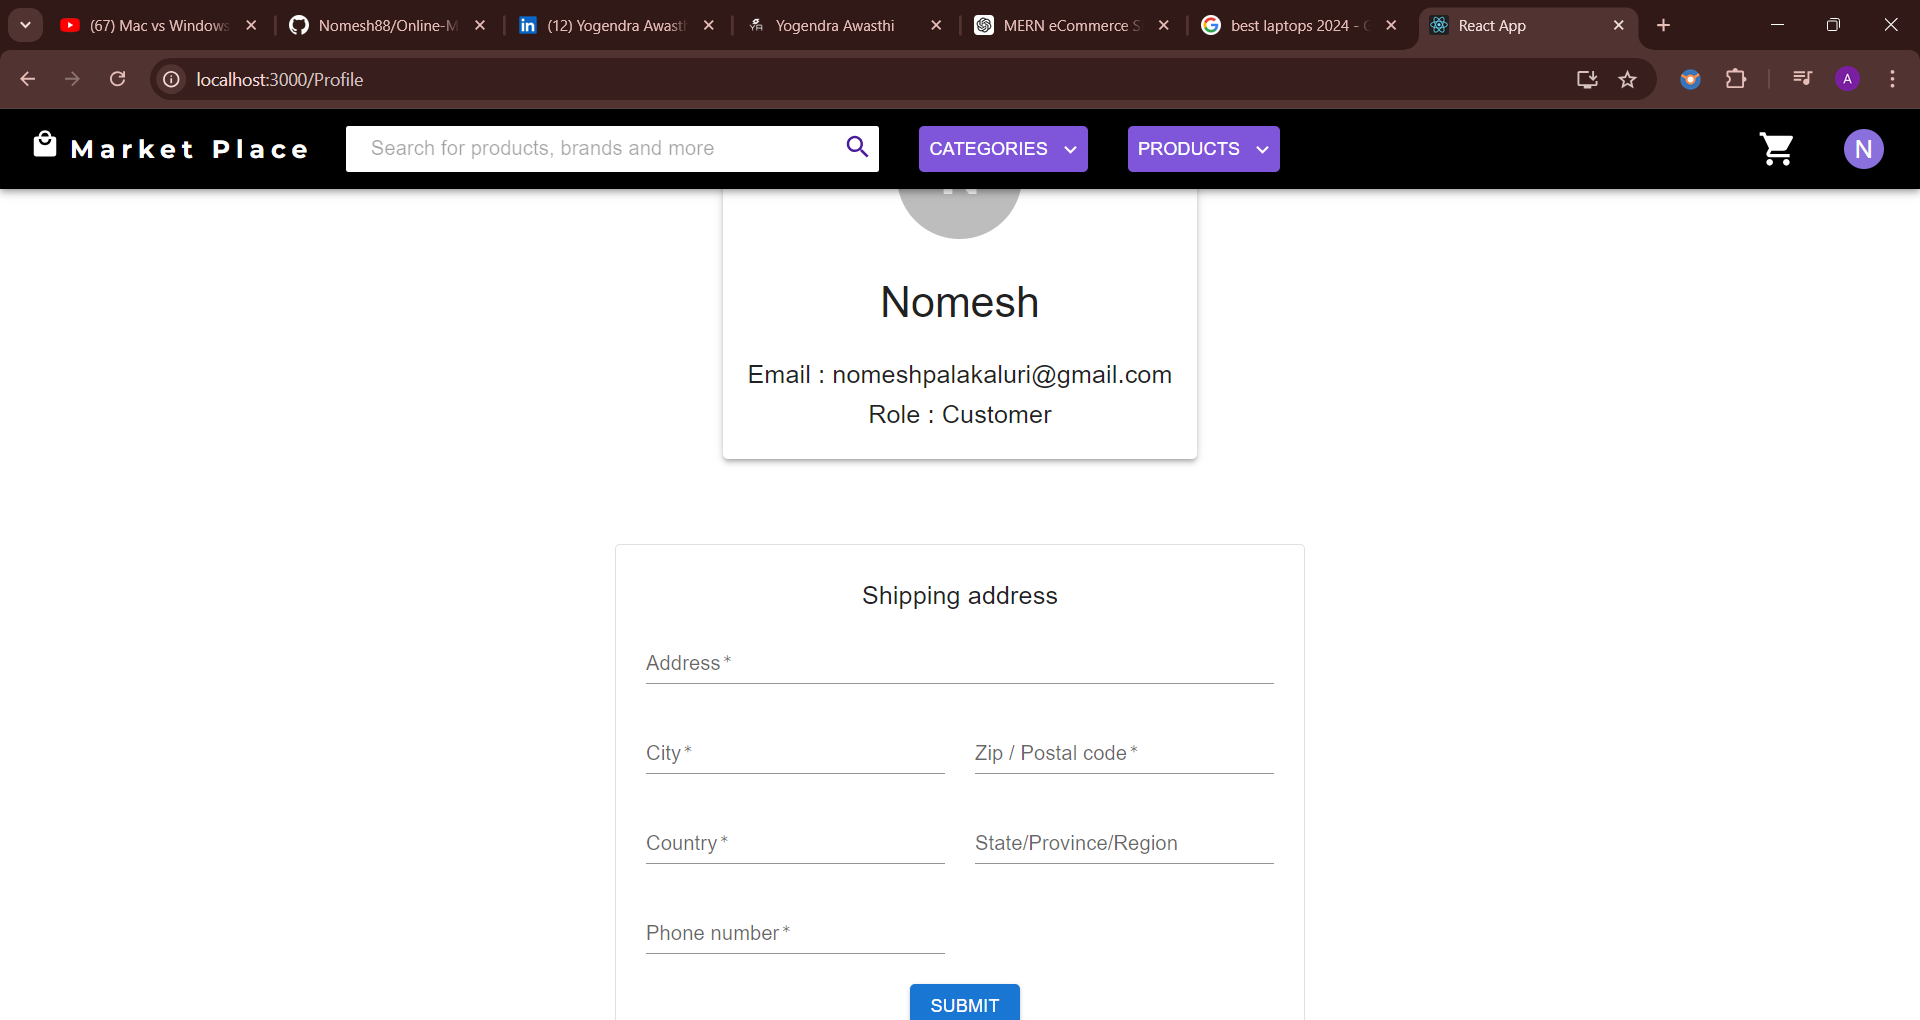 (67) Mac vs Windows
Nomesh88/Online-M
(12) Yogendra Awasth
Yogendra Awasthi
MERN eCommerce S
best laptops 2024 - G
React App
localhost:3000/Profile
A
Market Place
Search for products, brands and more
CATEGORIES
PRODUCTS
N
Nomesh
Email : nomeshpalakaluri@gmail.com
Role : Customer
Shipping address
Address *
City *
Zip / Postal code *
Country *
State/Province/Region
Phone number *
SUBMIT